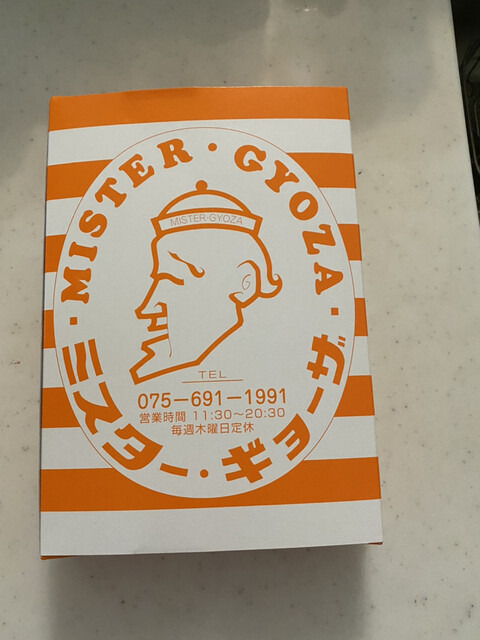 MISTER・GYOZA・
MISTER・GYOZA
TEL
075−691−1991
営業時間 11:30〜20:30
毎週木曜日定休
ミスター・ギョーザ・